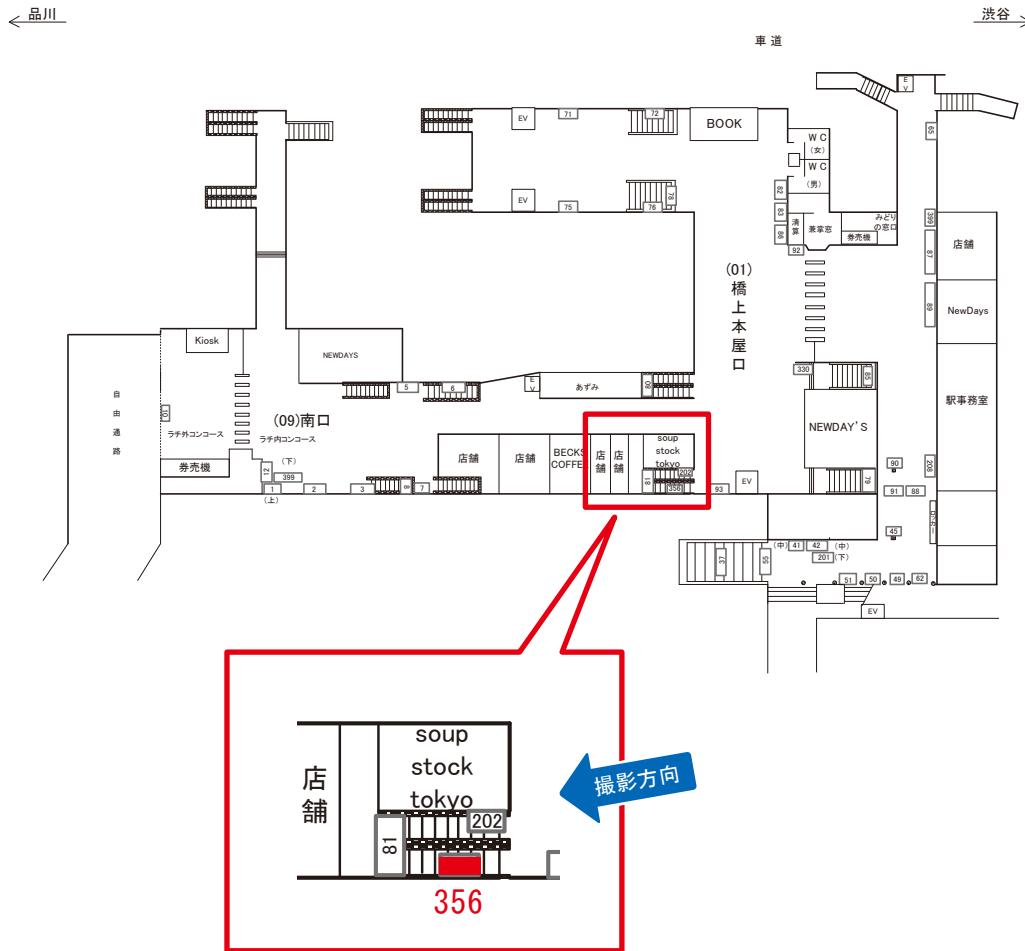 品川
渋谷
車道
EV
EV
71
72
BOOK
WC
(女)
WC
(男)
65
82
83
86
清算
兼掌窓
みどり
の窓口
券売機
92
399
87
店舗
EV
75
76
78
(01)
橋上本屋口
89
NewDays
Kiosk
NEWDAYS
5
6
EV
あずみ
80
330
85
駅事務室
自由通路
10
ラチ外コンコース
(09)南口
ラチ内コンコース
NEWDAY'S
券売機
12
(下)
399
1
(上)
2
3
8
7
店舗
店舗
BECKS
COFFEE
店舗
店舗
soup
stock
tokyo
81
202
356
93
EV
79
90
208
91
88
45
37
55
(中)
41
42
(中)
201
(下)
51
50
49
62
EV
店舗
soup
stock
tokyo
81
202
356
撮影方向